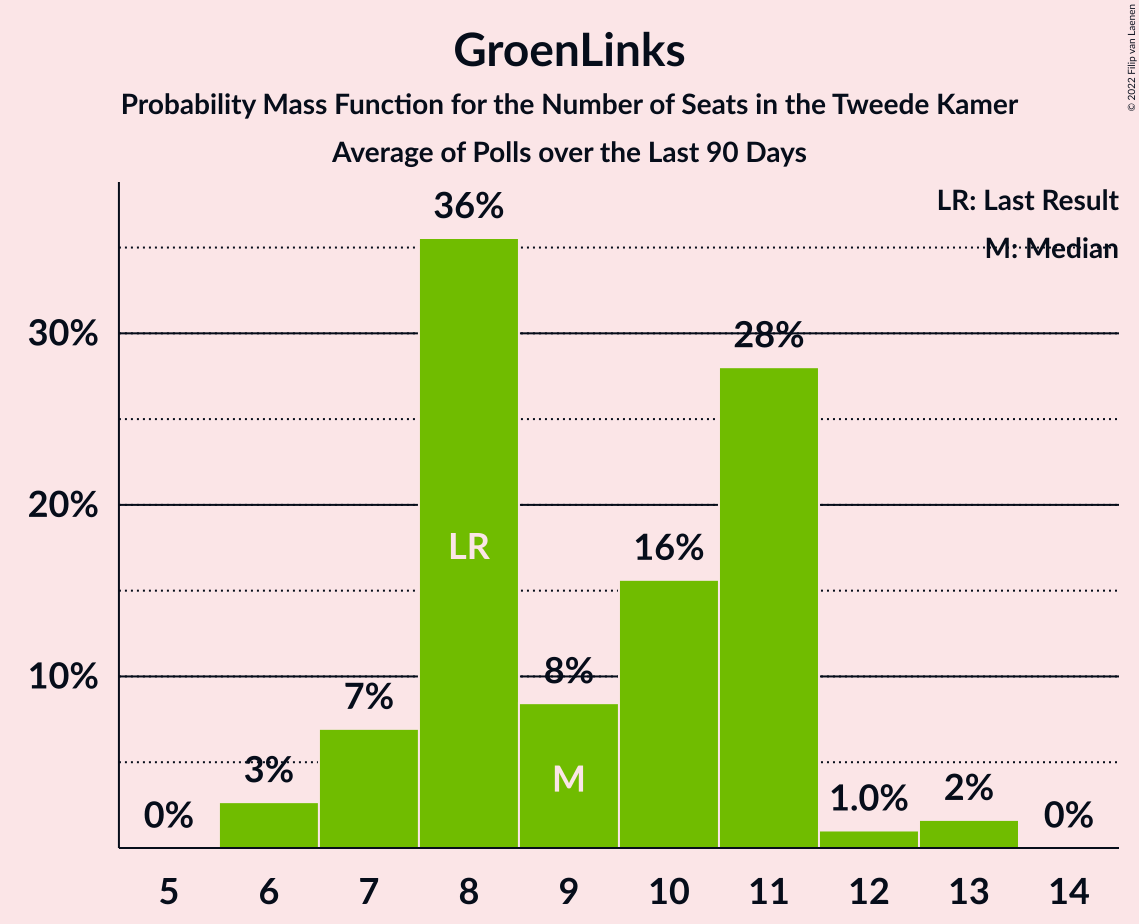 GroenLinks
Probability Mass Function for the Number of Seats in the Tweede Kamer
Average of Polls over the Last 90 Days
© 2022 Filip van Laenen
LR: Last Result
M: Median
30%
20%
10%
0%
3%
7%
36%
8%
16%
28%
1.0%
2%
0%
LR
M
5 6 7 8 9 10 11 12 13 14